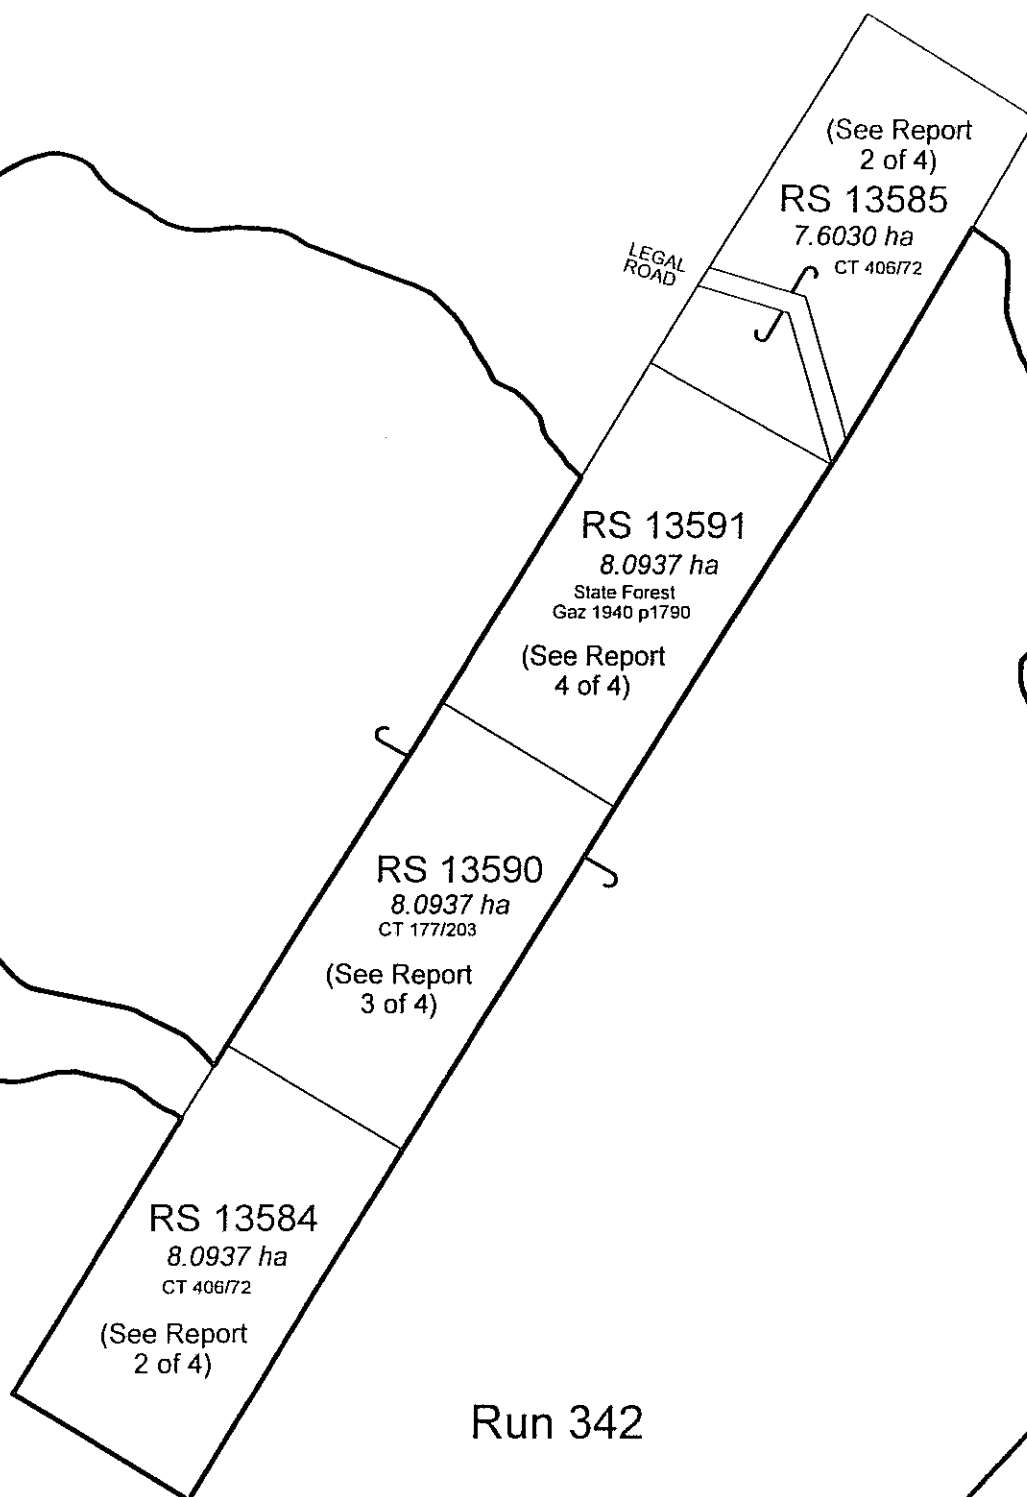 (See Report
2 of 4)
RS 13585
7.6030 ha
CT 406/72
LEGAL
ROAD
RS 13591
8.0937 ha
State Forest
Gaz 1940 p1790
(See Report
4 of 4)
RS 13590
8.0937 ha
CT 177/203
(See Report
3 of 4)
RS 13584
8.0937 ha
CT 406/72
(See Report
2 of 4)
Run 342